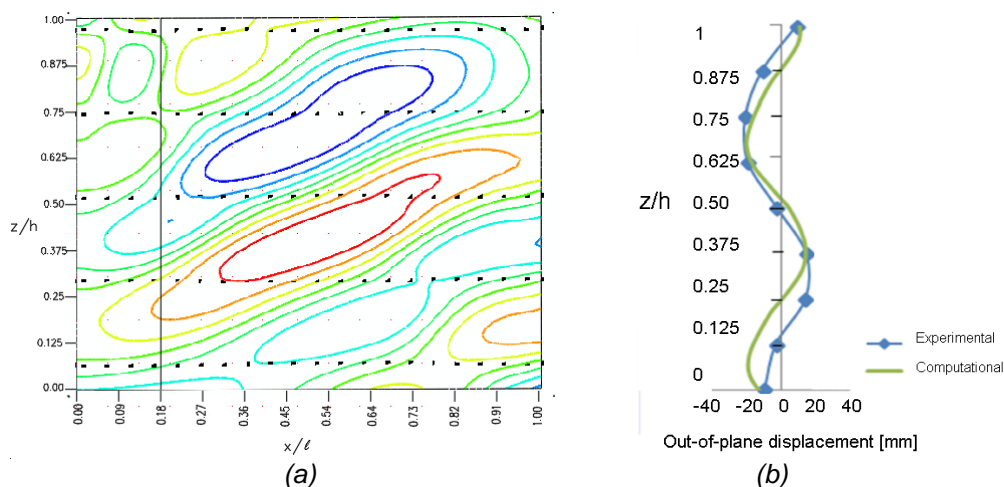 1.00
0.875
0.75
0.625
0.50
z/h
0.375
0.25
0.125
0.00
0.00 0.09 0.18 0.27 0.36 0.45 0.54 0.64 0.73 0.82 0.91 1.00
x/ℓ
(a)
1
0.875
0.75
0.625
z/h
0.50
0.375
0.25
0.125
0
-40 -20 0 20 40
Experimental
Computational
Out-of-plane displacement [mm]
(b)